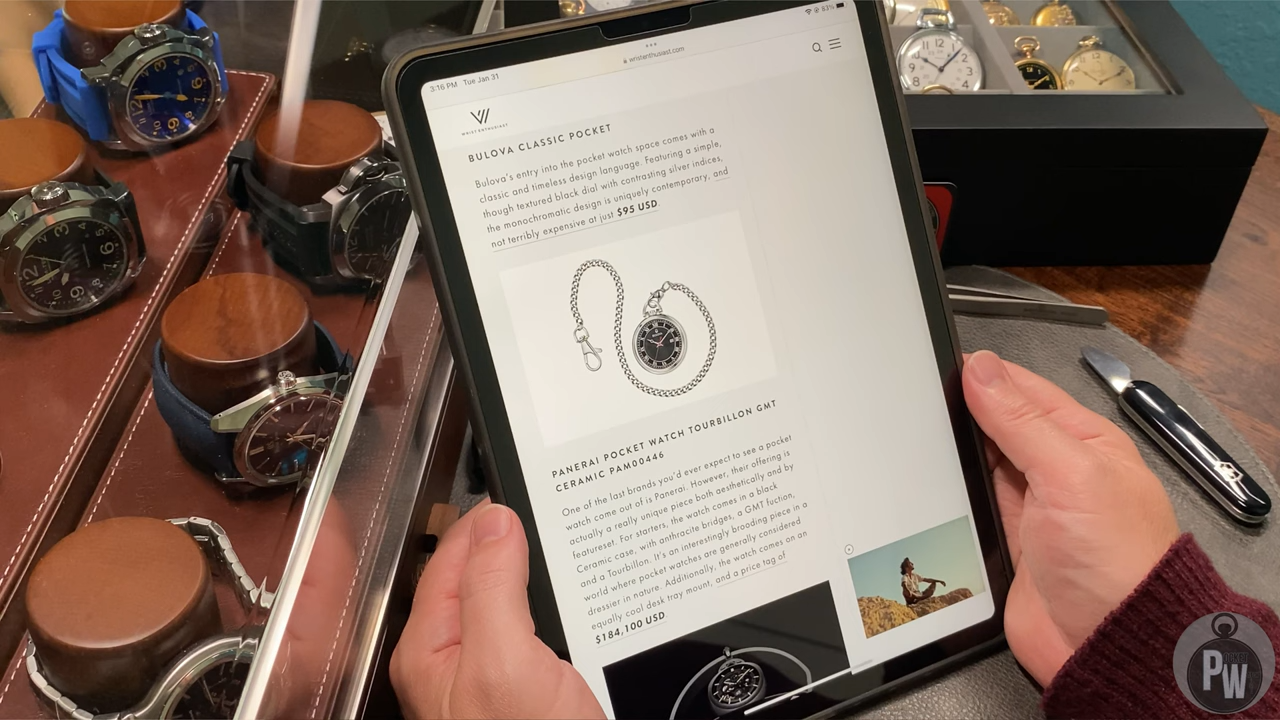 3:16 PM Tue Jan 31
wristenthusiast.com
83%
WRIST ENTHUSIAST
BULOVA CLASSIC POCKET
Bulova's entry into the pocket watch space comes with a
classic and timeless design language. Featuring a simple,
though textured black dial with contrasting silver indices,
the monochromatic design is uniquely contemporary, and
not terribly expensive at just $95 USD.
PANERAI POCKET WATCH TOURBILLON GMT
CERAMIC PAM00446
One of the last brands you'd ever expect to see a pocket
watch come out of is Panerai. However, their offering is
actually a really unique piece both aesthetically and by
featureset. For starters, the watch comes in a black
Ceramic case, with anthracite bridges, a GMT fuction,
and a Tourbillon. It's an interestingly brooding piece in a
world where pocket watches are generally considered
dressier in nature. Additionally, the watch comes on an
equally cool desk tray mount, and a price tag of
$184,100 USD
PW